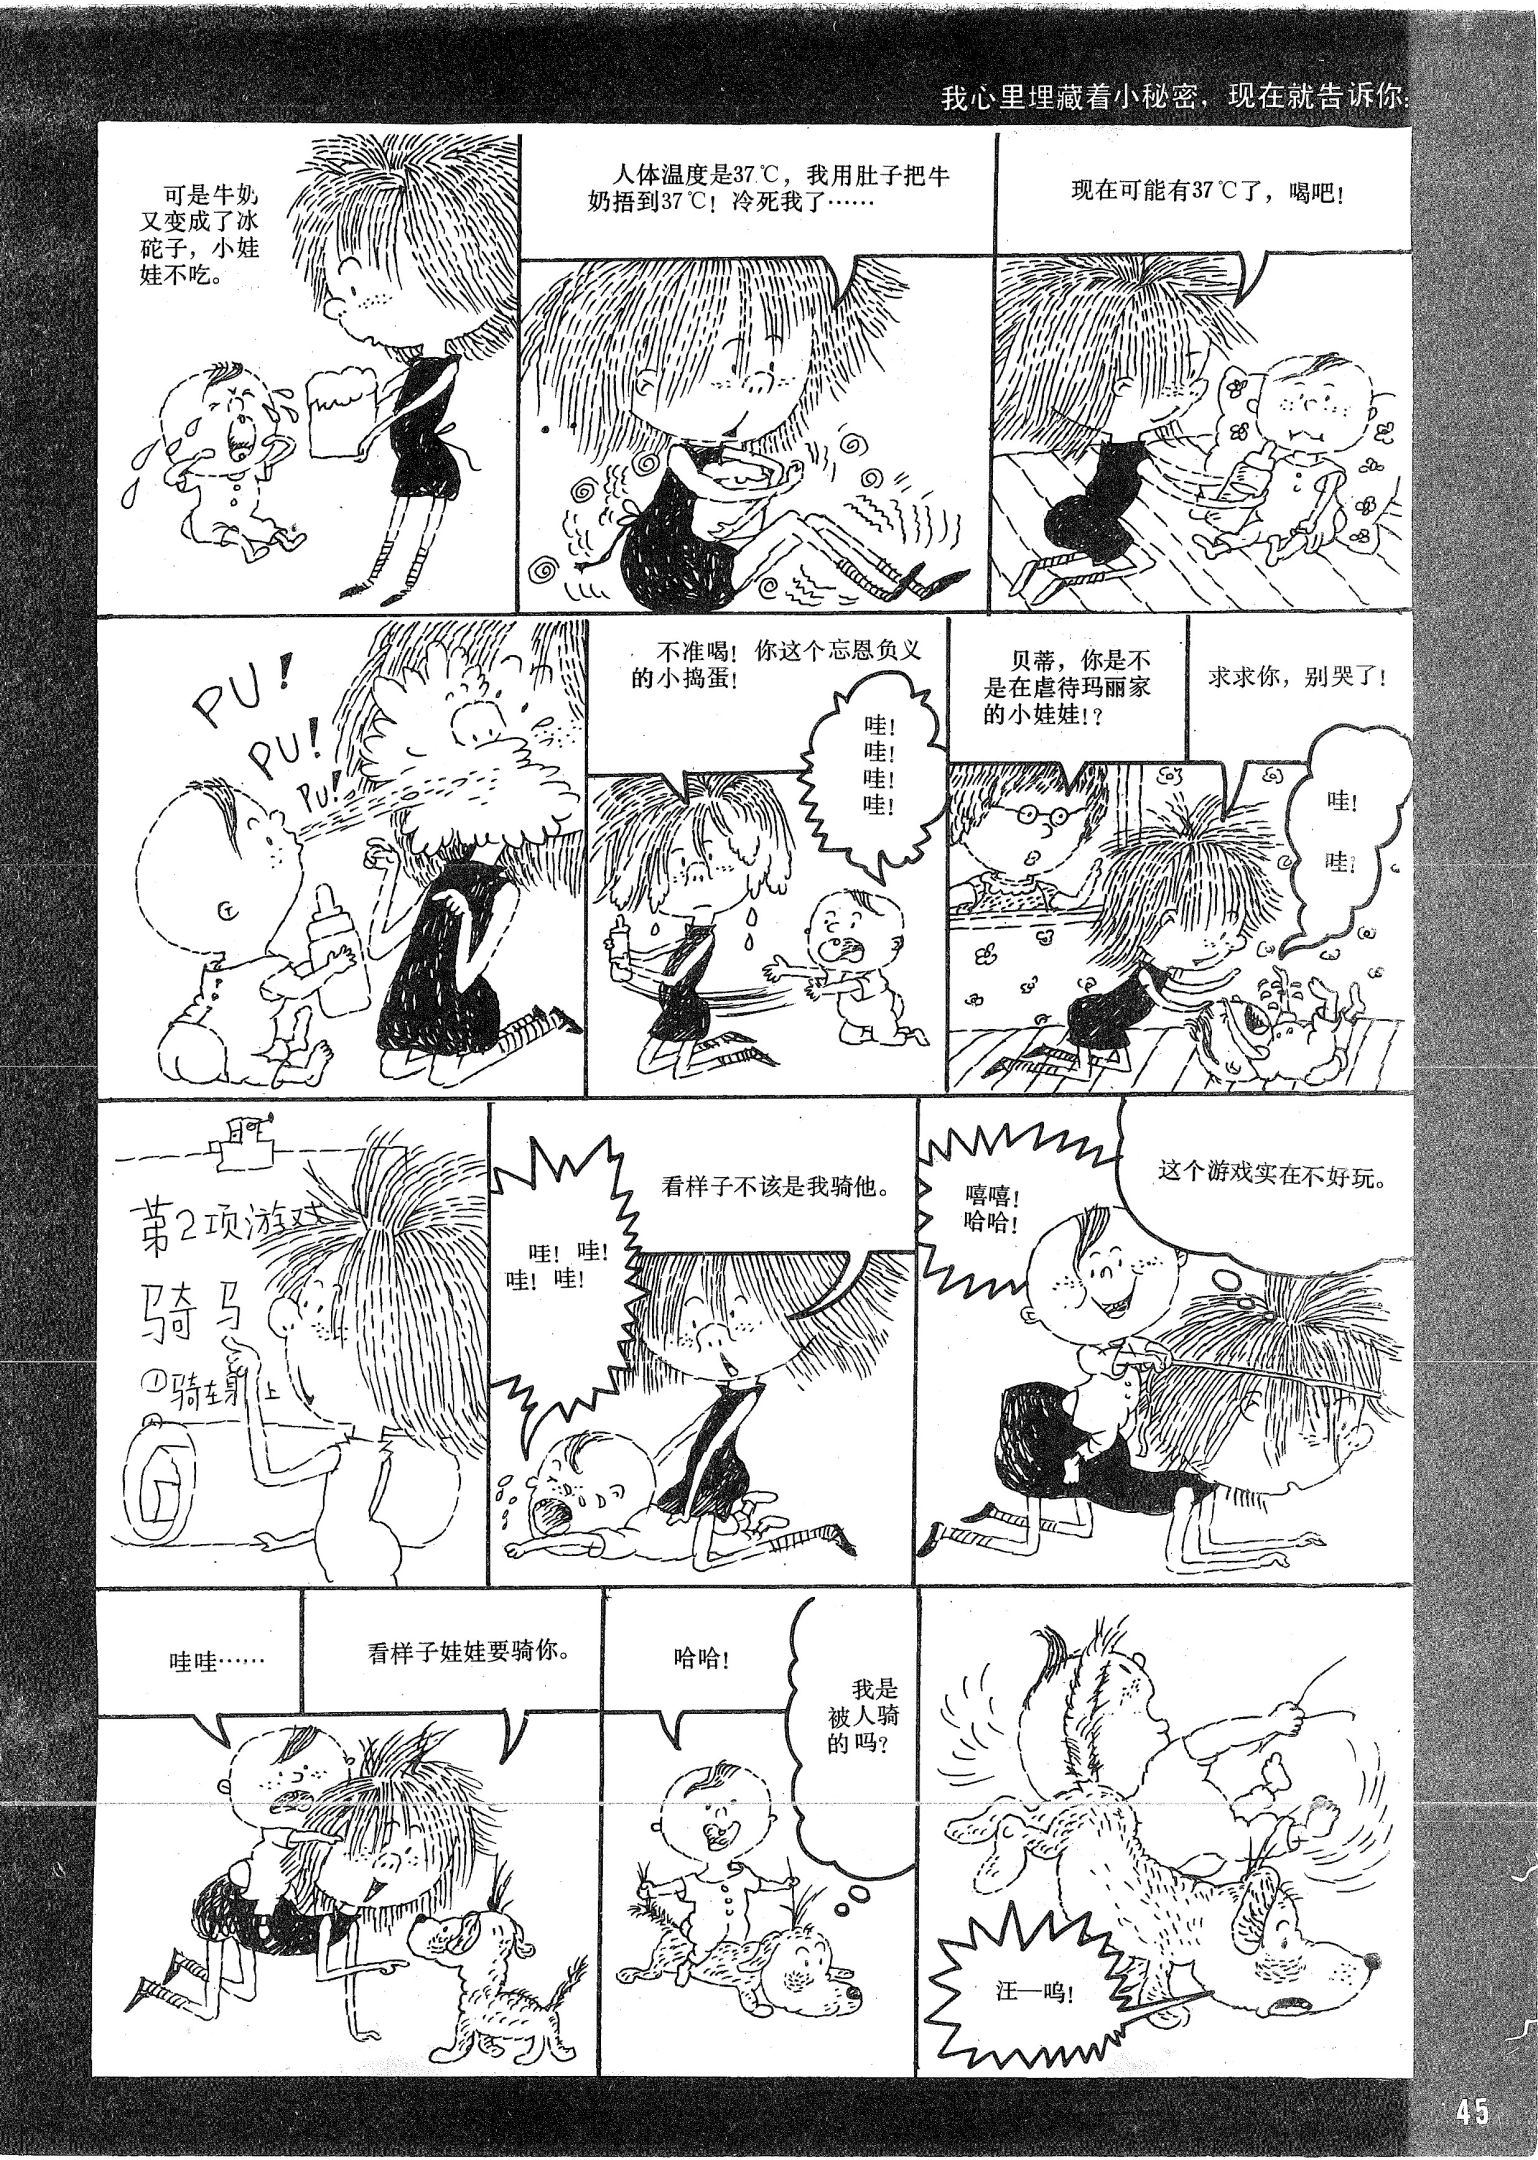 我心里埋藏着小秘密，现在就告诉你：
可是牛奶
又变成了冰
砣子，小娃
娃不吃。
人体温度是37℃，我用肚子把牛
奶捂到37℃！冷死我了……
现在可能有37℃了，喝吧！
PU！
PU！
PU！
不准喝！你这个忘恩负义
的小捣蛋！
哇！
哇！
哇！
哇！
贝蒂，你是不
是在虐待玛丽家
的小娃娃！？
求求你，别哭了！
哇！
哇！
第2项游戏
骑马
①骑在身上
哇！哇！
哇！哇！
看样子不该是我骑他。
嘻嘻！
哈哈！
这个游戏实在不好玩。
哇哇……
看样子娃娃要骑你。
哈哈！
我是
被人骑
的吗？
汪—呜！
45